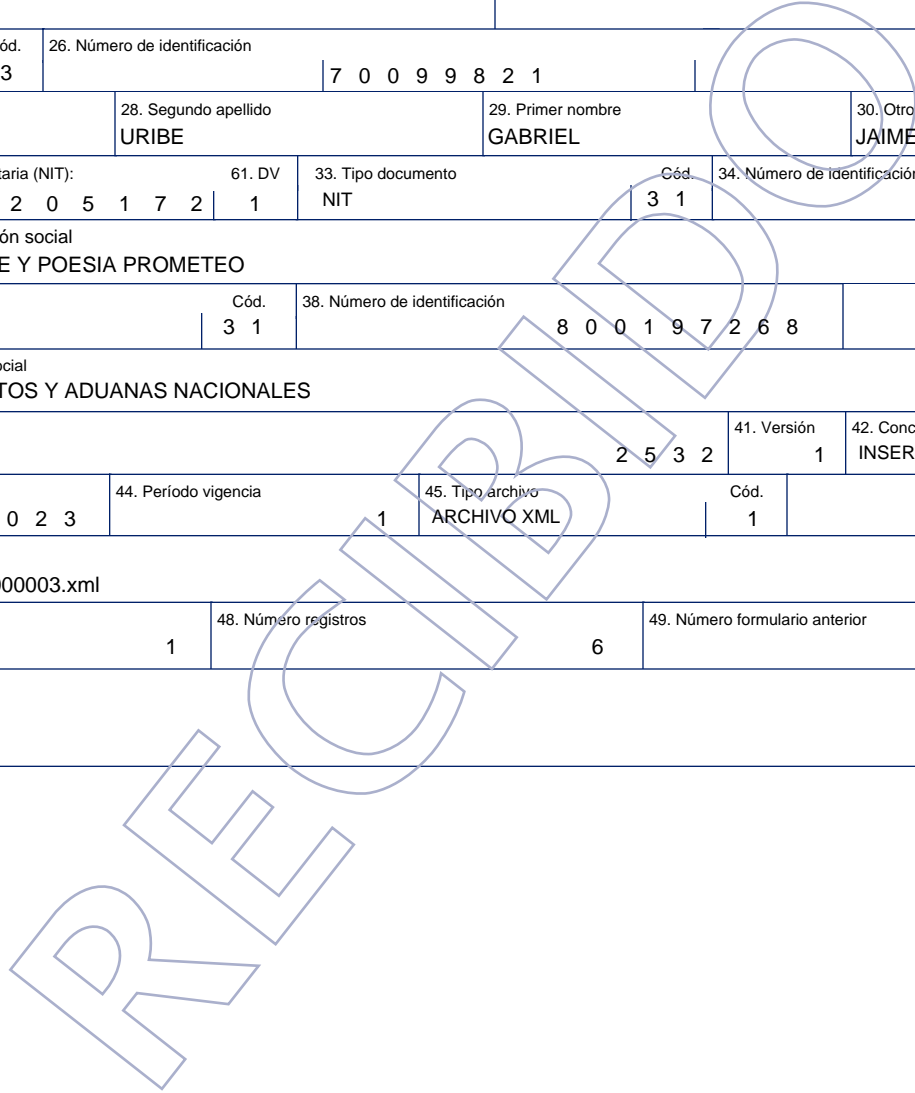 ód. 26. Número de identificación
3 7 0 0 9 9 8 2 1
28. Segundo apellido 29. Primer nombre 30. Otro
URIBE GABRIEL JAIME
taria (NIT): 61. DV 33. Tipo documento Cód. 34. Número de identificación
2 0 5 1 7 2 1 NIT 3 1
ón social
E Y POESIA PROMETEO
Cód. 38. Número de identificación
3 1 8 0 0 1 9 7 2 6 8
ocial
TOS Y ADUANAS NACIONALES
41. Versión 42. Conc
2 5 3 2 1 INSER
44. Período vigencia 45. Tipo archivo Cód.
0 2 3 1 ARCHIVO XML 1
000003.xml
48. Número registros 49. Número formulario anterior
1 6
RECIBIDO